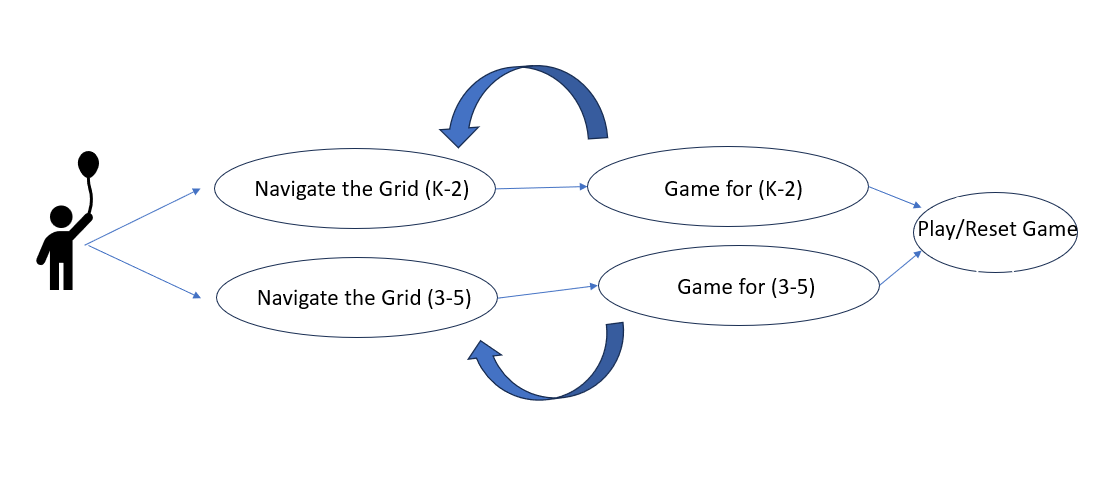 Navigate the Grid (K-2)
Game for (K-2)
Play/Reset Game
Navigate the Grid (3-5)
Game for (3-5)